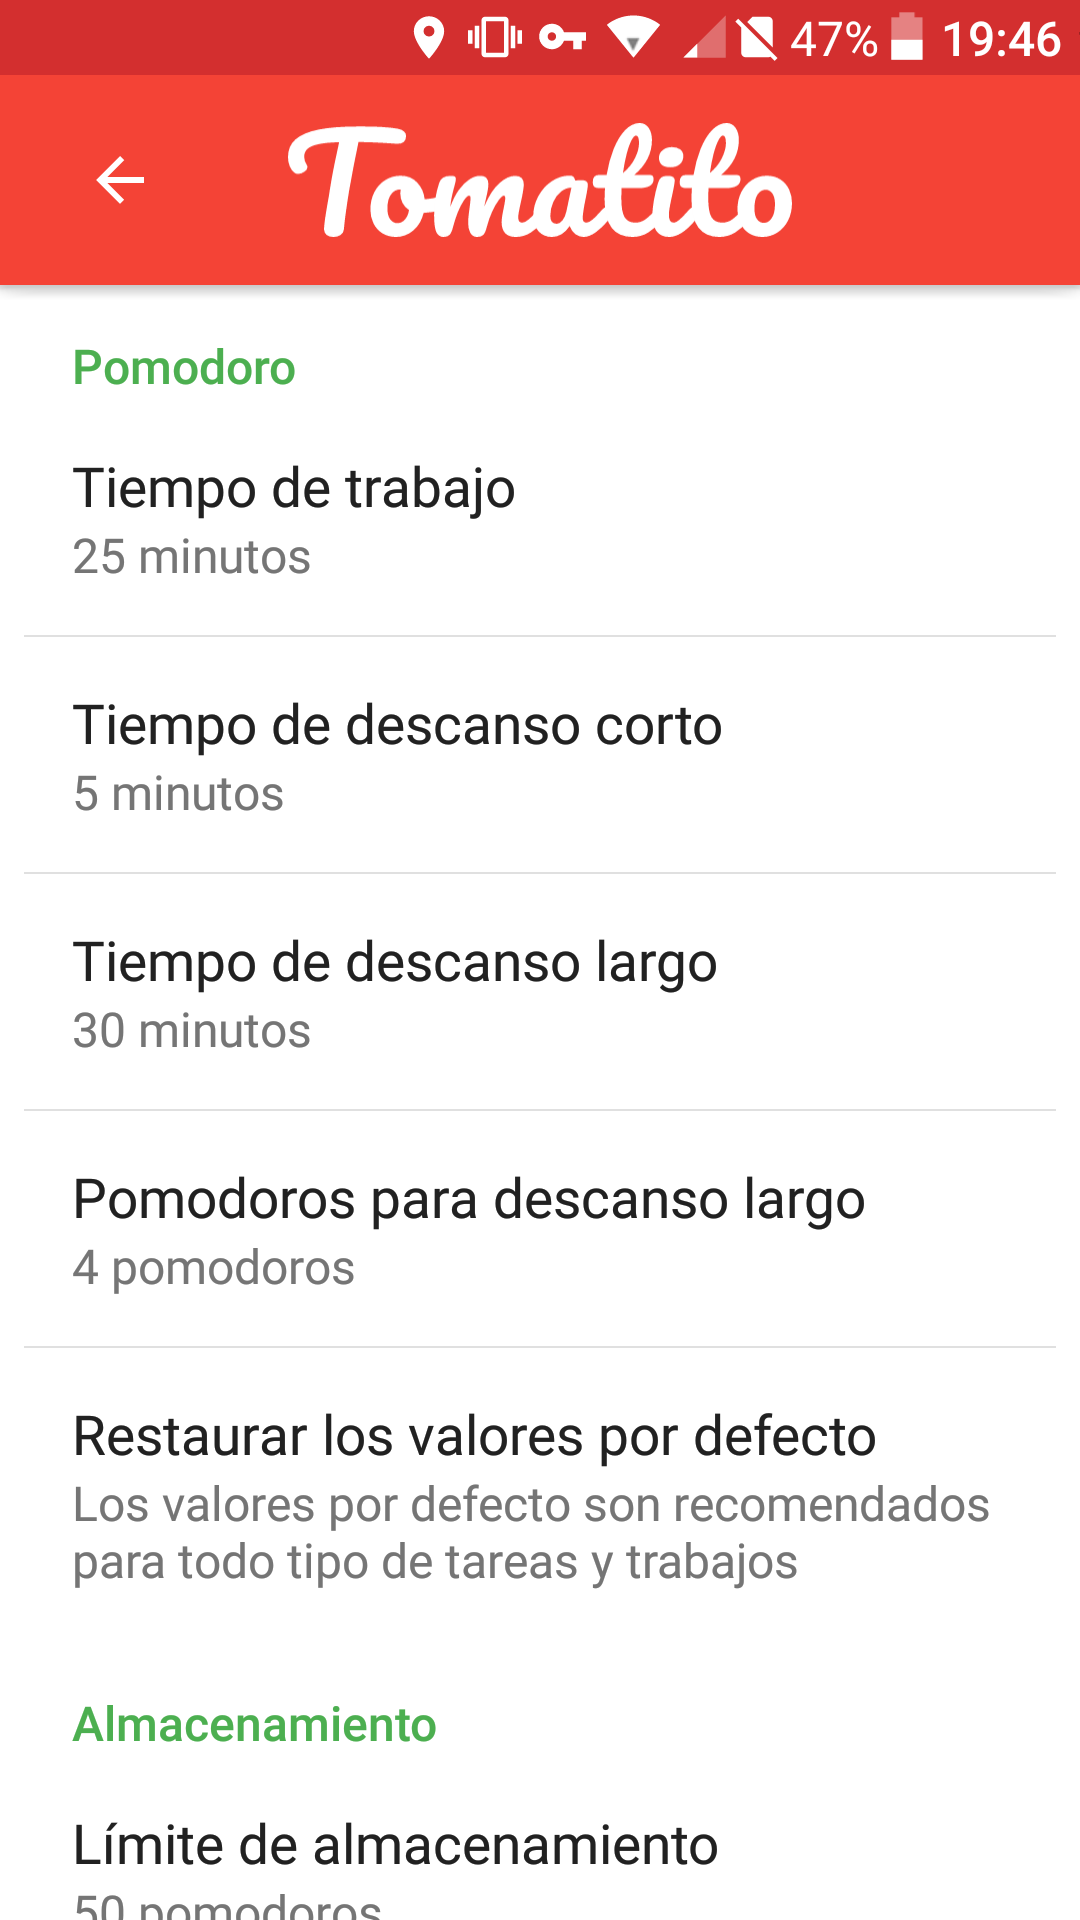 47% 19:46
Tomatito
Pomodoro
Tiempo de trabajo
25 minutos
Tiempo de descanso corto
5 minutos
Tiempo de descanso largo
30 minutos
Pomodoros para descanso largo
4 pomodoros
Restaurar los valores por defecto
Los valores por defecto son recomendados
para todo tipo de tareas y trabajos
Almacenamiento
Límite de almacenamiento
50 pomodoros